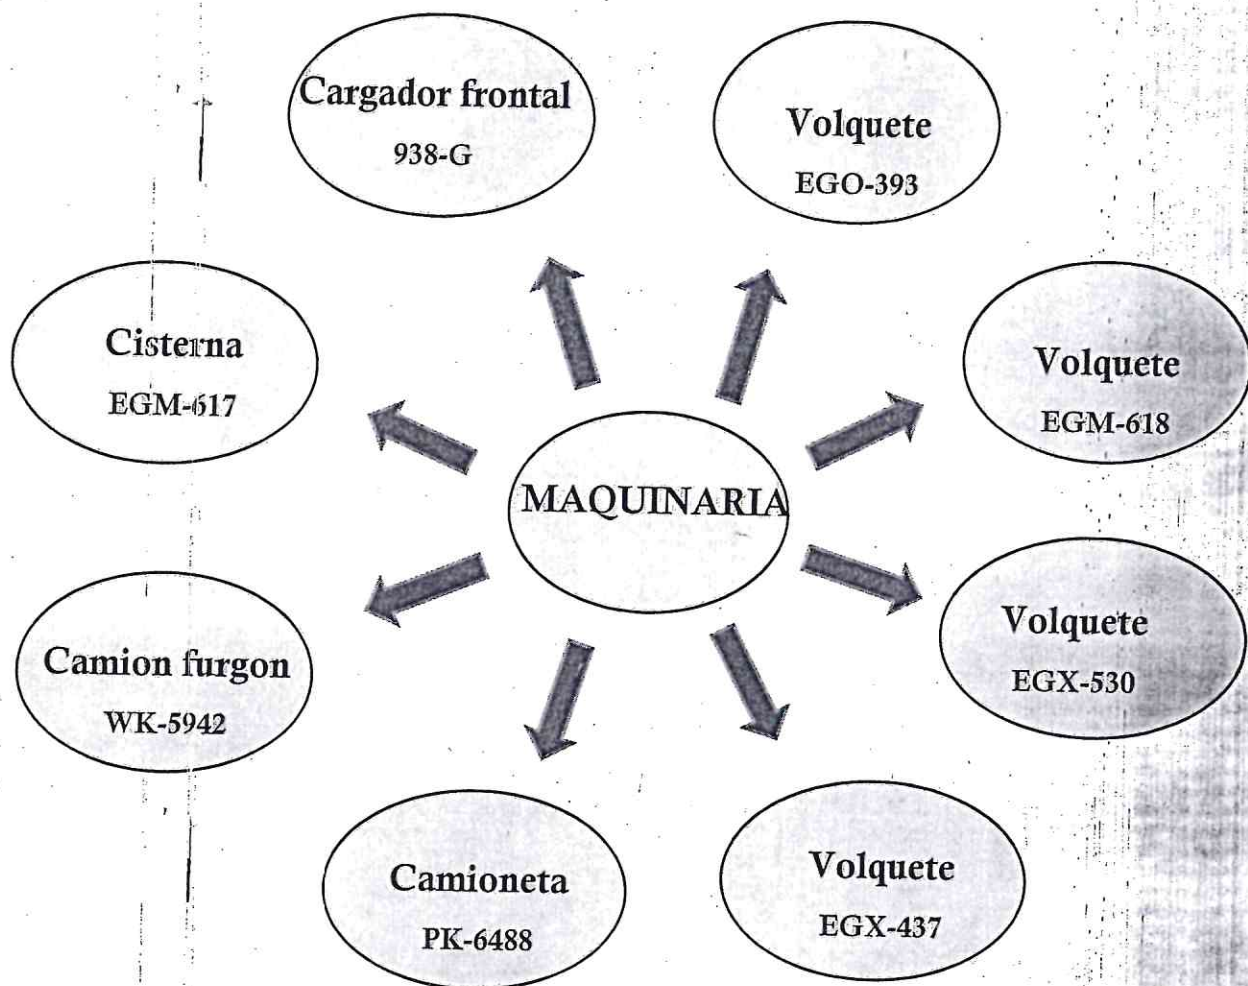 Cargador frontal
938-G
Volquete
EGO-393
Cisterna
EGM-617
Volquete
EGM-618
MAQUINARIA
Camion furgon
WK-5942
Volquete
EGX-530
Camioneta
PK-6488
Volquete
EGX-437